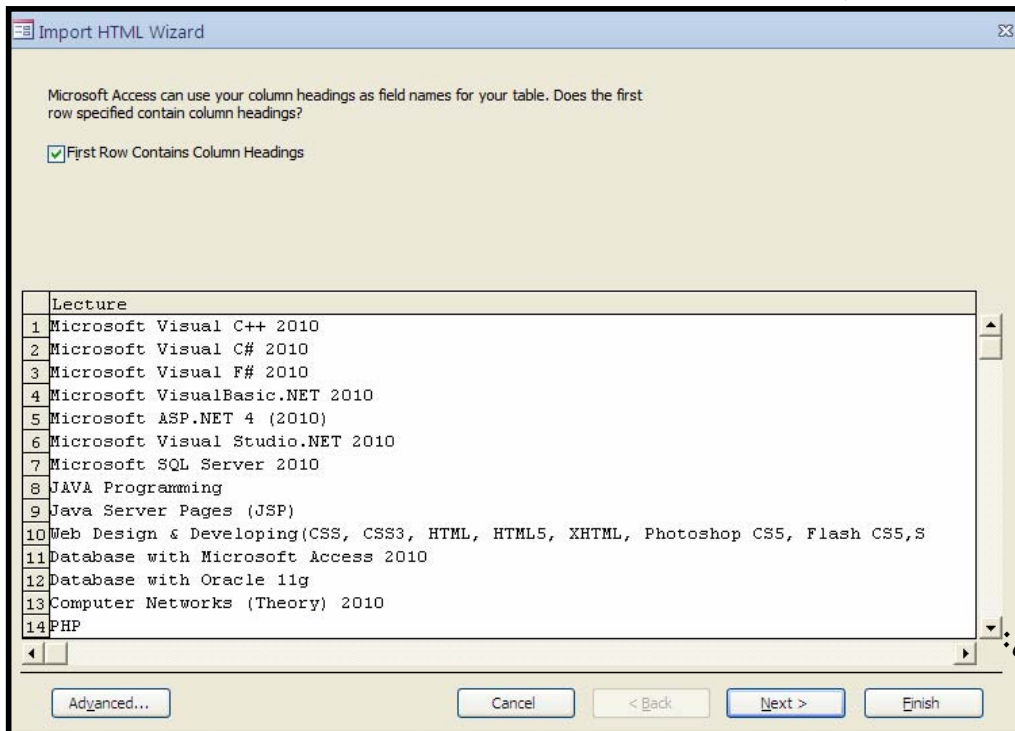 Import HTML Wizard
Microsoft Access can use your column headings as field names for your table. Does the first
row specified contain column headings?
First Row Contains Column Headings
Lecture
1 Microsoft Visual C++ 2010
2 Microsoft Visual C# 2010
3 Microsoft Visual F# 2010
4 Microsoft VisualBasic.NET 2010
5 Microsoft ASP.NET 4 (2010)
6 Microsoft Visual Studio.NET 2010
7 Microsoft SQL Server 2010
8 JAVA Programming
9 Java Server Pages (JSP)
10 Web Design & Developing(CSS, CSS3, HTML, HTML5, XHTML, Photoshop CS5, Flash CS5,S
11 Database with Microsoft Access 2010
12 Database with Oracle 11g
13 Computer Networks (Theory) 2010
14 PHP
Advanced... Cancel < Back Next > Finish